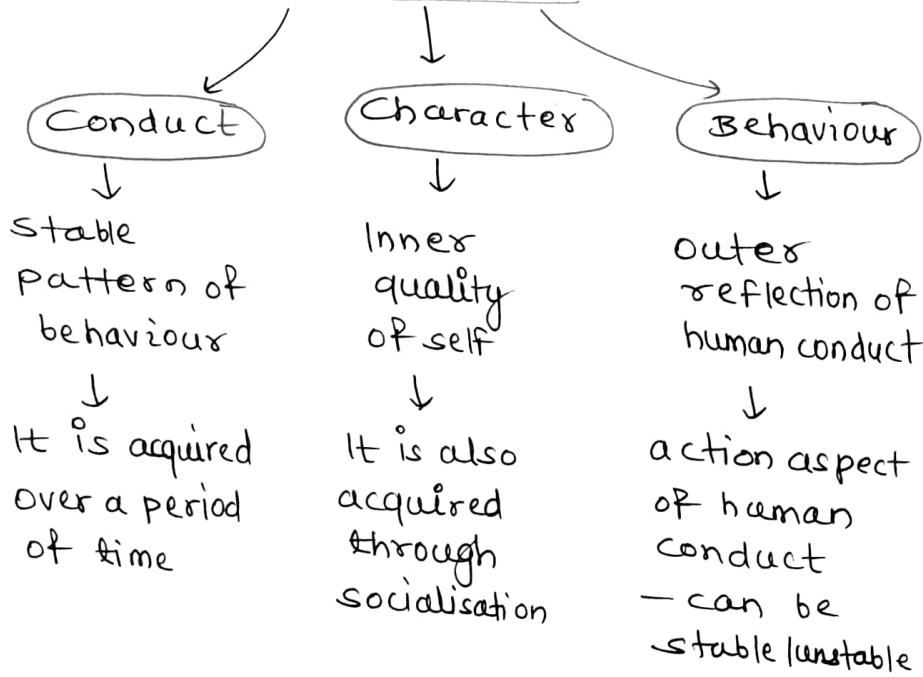 Conduct
Stable
pattern of
behaviour
It is acquired
over a period
of time
Character
Inner
quality
of self
It is also
acquired
through
socialisation
Behaviour
outer
reflection of
human conduct
action aspect
of human
conduct
– can be
stable/unstable